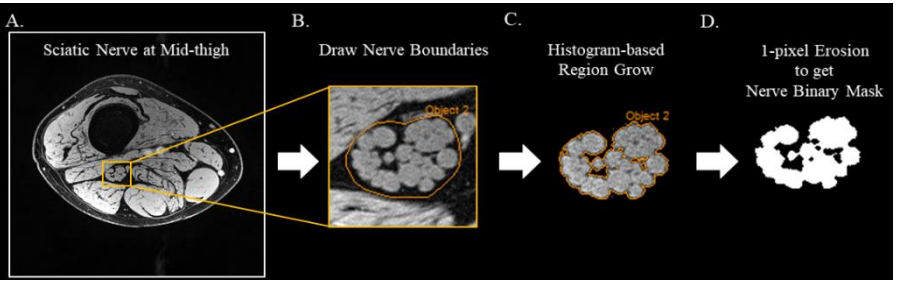 A.
Sciatic Nerve at Mid-thigh
B.
Draw Nerve Boundaries
Object 2
C.
Histogram-based
Region Grow
Object 2
D.
1-pixel Erosion
to get
Nerve Binary Mask